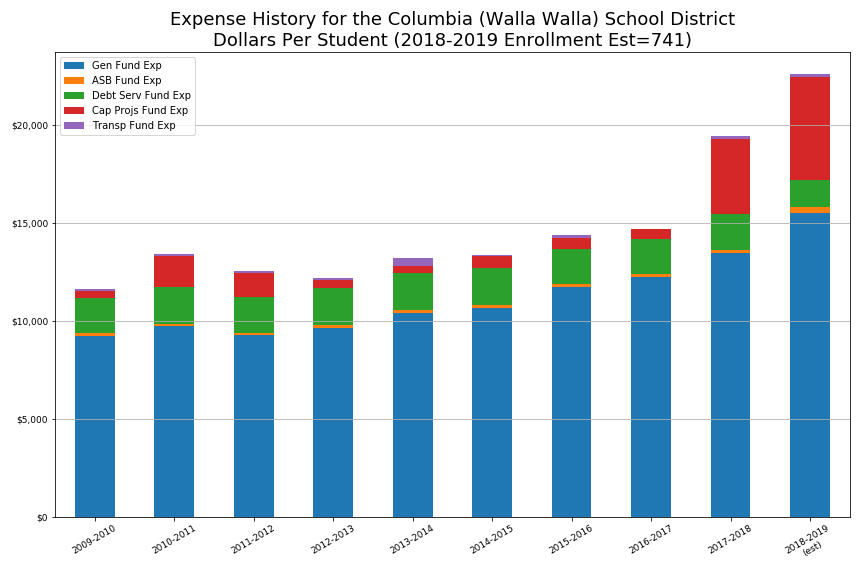 Expense History for the Columbia (Walla Walla) School District
Dollars Per Student (2018-2019 Enrollment Est=741)
Gen Fund Exp
ASB Fund Exp
Debt Serv Fund Exp
Cap Projs Fund Exp
Transp Fund Exp
$20,000
$15,000
$10,000
$5,000
$0
2009-2010
2010-2011
2011-2012
2012-2013
2013-2014
2014-2015
2015-2016
2016-2017
2017-2018
2018-2019
(est)